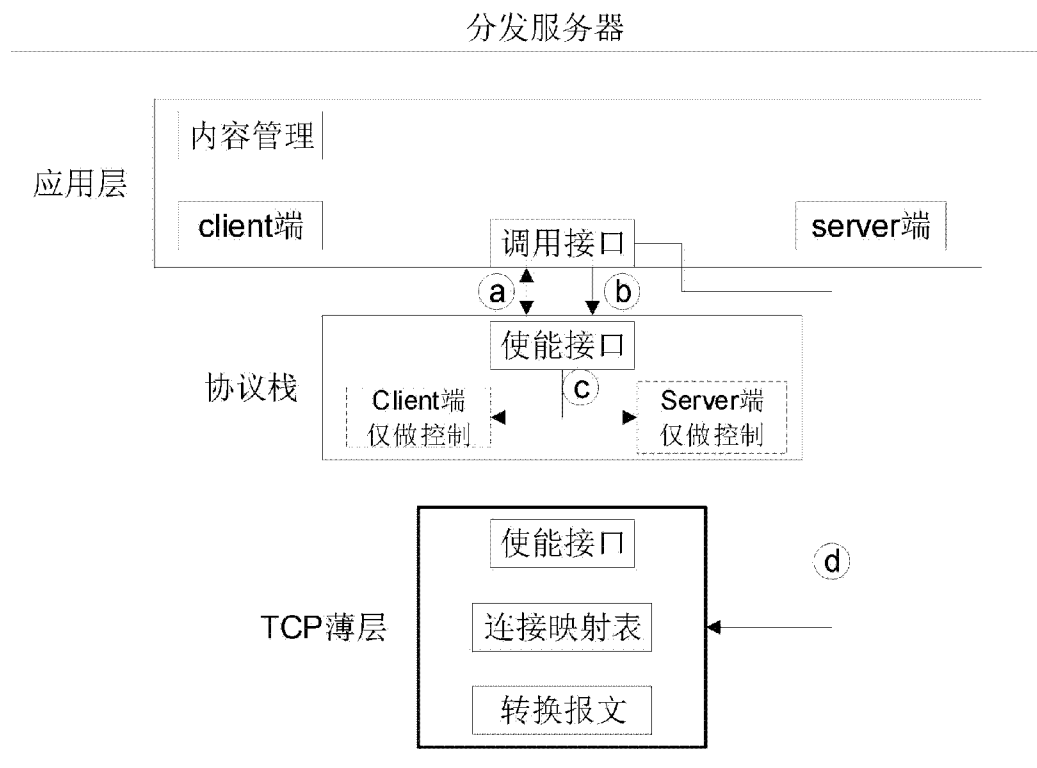 分发服务器
内容管理
应用层
client端
server端
调用接口
a
b
使能接口
协议栈
c
Client端
仅做控制
Server端
仅做控制
使能接口
d
TCP薄层
连接映射表
转换报文